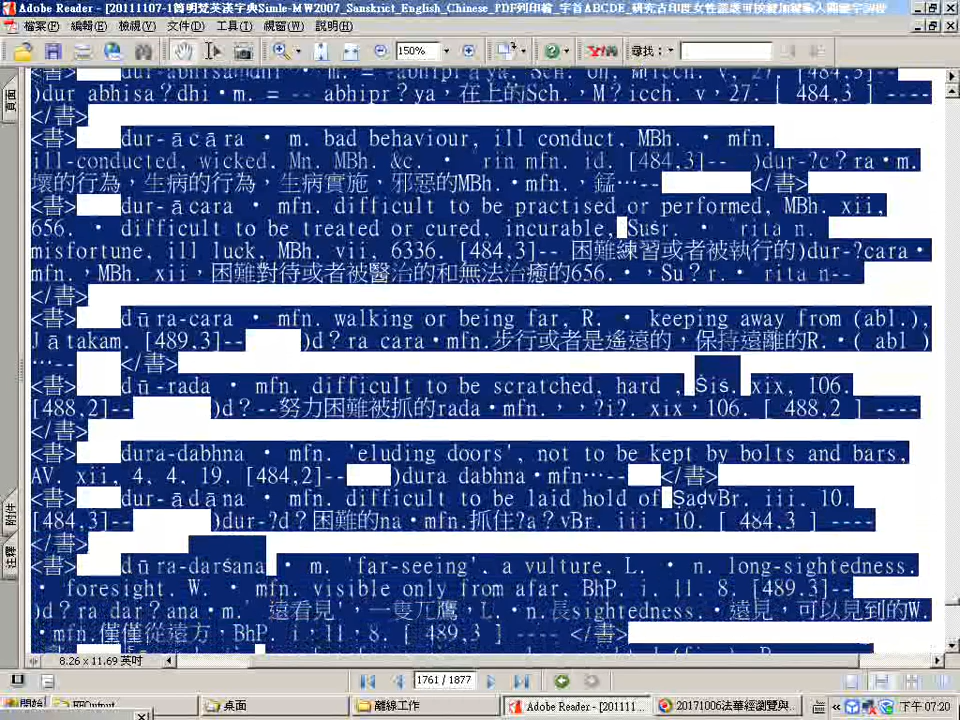 Adobe Reader - [20111107-1簡明梵英漢字典Simle-MW2007_Sanskrit_English_Chinese_PDF列印輸_字首ABCDE_研究古印度女性
檔案(F) 編輯(E) 檢視(V) 文件(D) 工具(T) 視窗(W) 說明(H)
150% 尋找：
頁面
)dur abhisa？dhi • m. = -- abhipr？ya，在上的Sch.，M？icch. v，27. [ 484,3 ] ----
</書>
<書> dur-ācāra • m. bad behaviour, ill conduct, MBh. • mfn.
ill-conducted, wicked. Mn. MBh. &c. • rin mfn. id. [484,3]-- )dur-?c？ra•m.
壞的行為，生病的行為，生病實施，邪惡的MBh.•mfn.，錳…-- </書>
<書> dur-ācara • mfn. difficult to be practised or performed, MBh. xii,
656. • difficult to be treated or cured, incurable, Suśr. • rita n.
misfortune, ill luck, MBh, vii, 6336. [484,3]-- 困難練習或者被執行的)dur-?cara•
mfn.，MBh. xii，困難對待或者被醫治的和無法治癒的656.•，Su？r.• rita n--
</書>
<書> dūra-cara • mfn. walking or being far, R. • keeping away from (abl.),
Jātakam. [489,3]-- )d？ra cara•mfn.步行或者是遙遠的，保持遠離的R.•( abl )
…-- </書>
<書> dū-rada • mfn. difficult to be scratched, hard , Śiś. xix, 106.
[488,2]-- )d？--努力困難被抓的rada•mfn.，，?i?. xix，106. [ 488,2 ] ----
</書>
<書> dura-dabhna • mfn. 'eluding doors', not to be kept by bolts and bars,
AV. xii, 4, 4, 19. [484,2]-- )dura dabhna•mfn…-- </書>
<書> dur-ādāna • mfn. difficult to be laid hold of ṢaḍvBr. iii. 10.
[484,3]-- )dur-?d？困難的na•mfn.抓住?a？vBr. iii，10. [ 484,3 ] ----
</書>
<書> dūra-darśana • m. 'far-seeing', a vulture, L. • n. long-sightedness.
• foresight, W. • mfn. visible only from afar, BhP. i. 11. 8. [489,3]--
)d？ra dar？ana•m.' 遠看見'，一隻兀鷹，L.•n.長sightedness.•遠見，可以見到的W.
•mfn.僅僅從遠方，BhP. i，11，8. [ 489,3 ] ---- </書>
附件
注釋
8.26 x 11.69 英吋
1761 / 1877
開始 桌面 離線工作 Adobe Reader - [201111... 20171006法華經瀏覽與... 下午 07:20